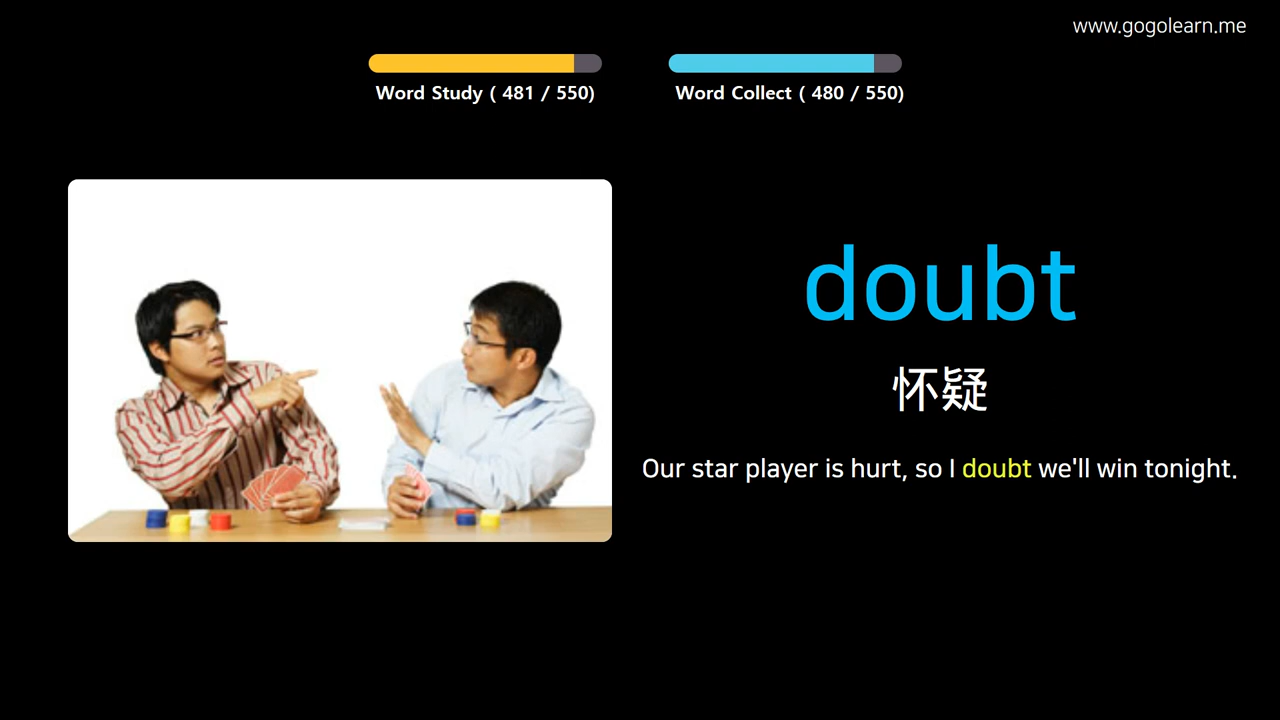 www.gogolearn.me
Word Study ( 481 / 550)
Word Collect ( 480 / 550)
doubt
怀疑
Our star player is hurt, so I doubt we'll win tonight.